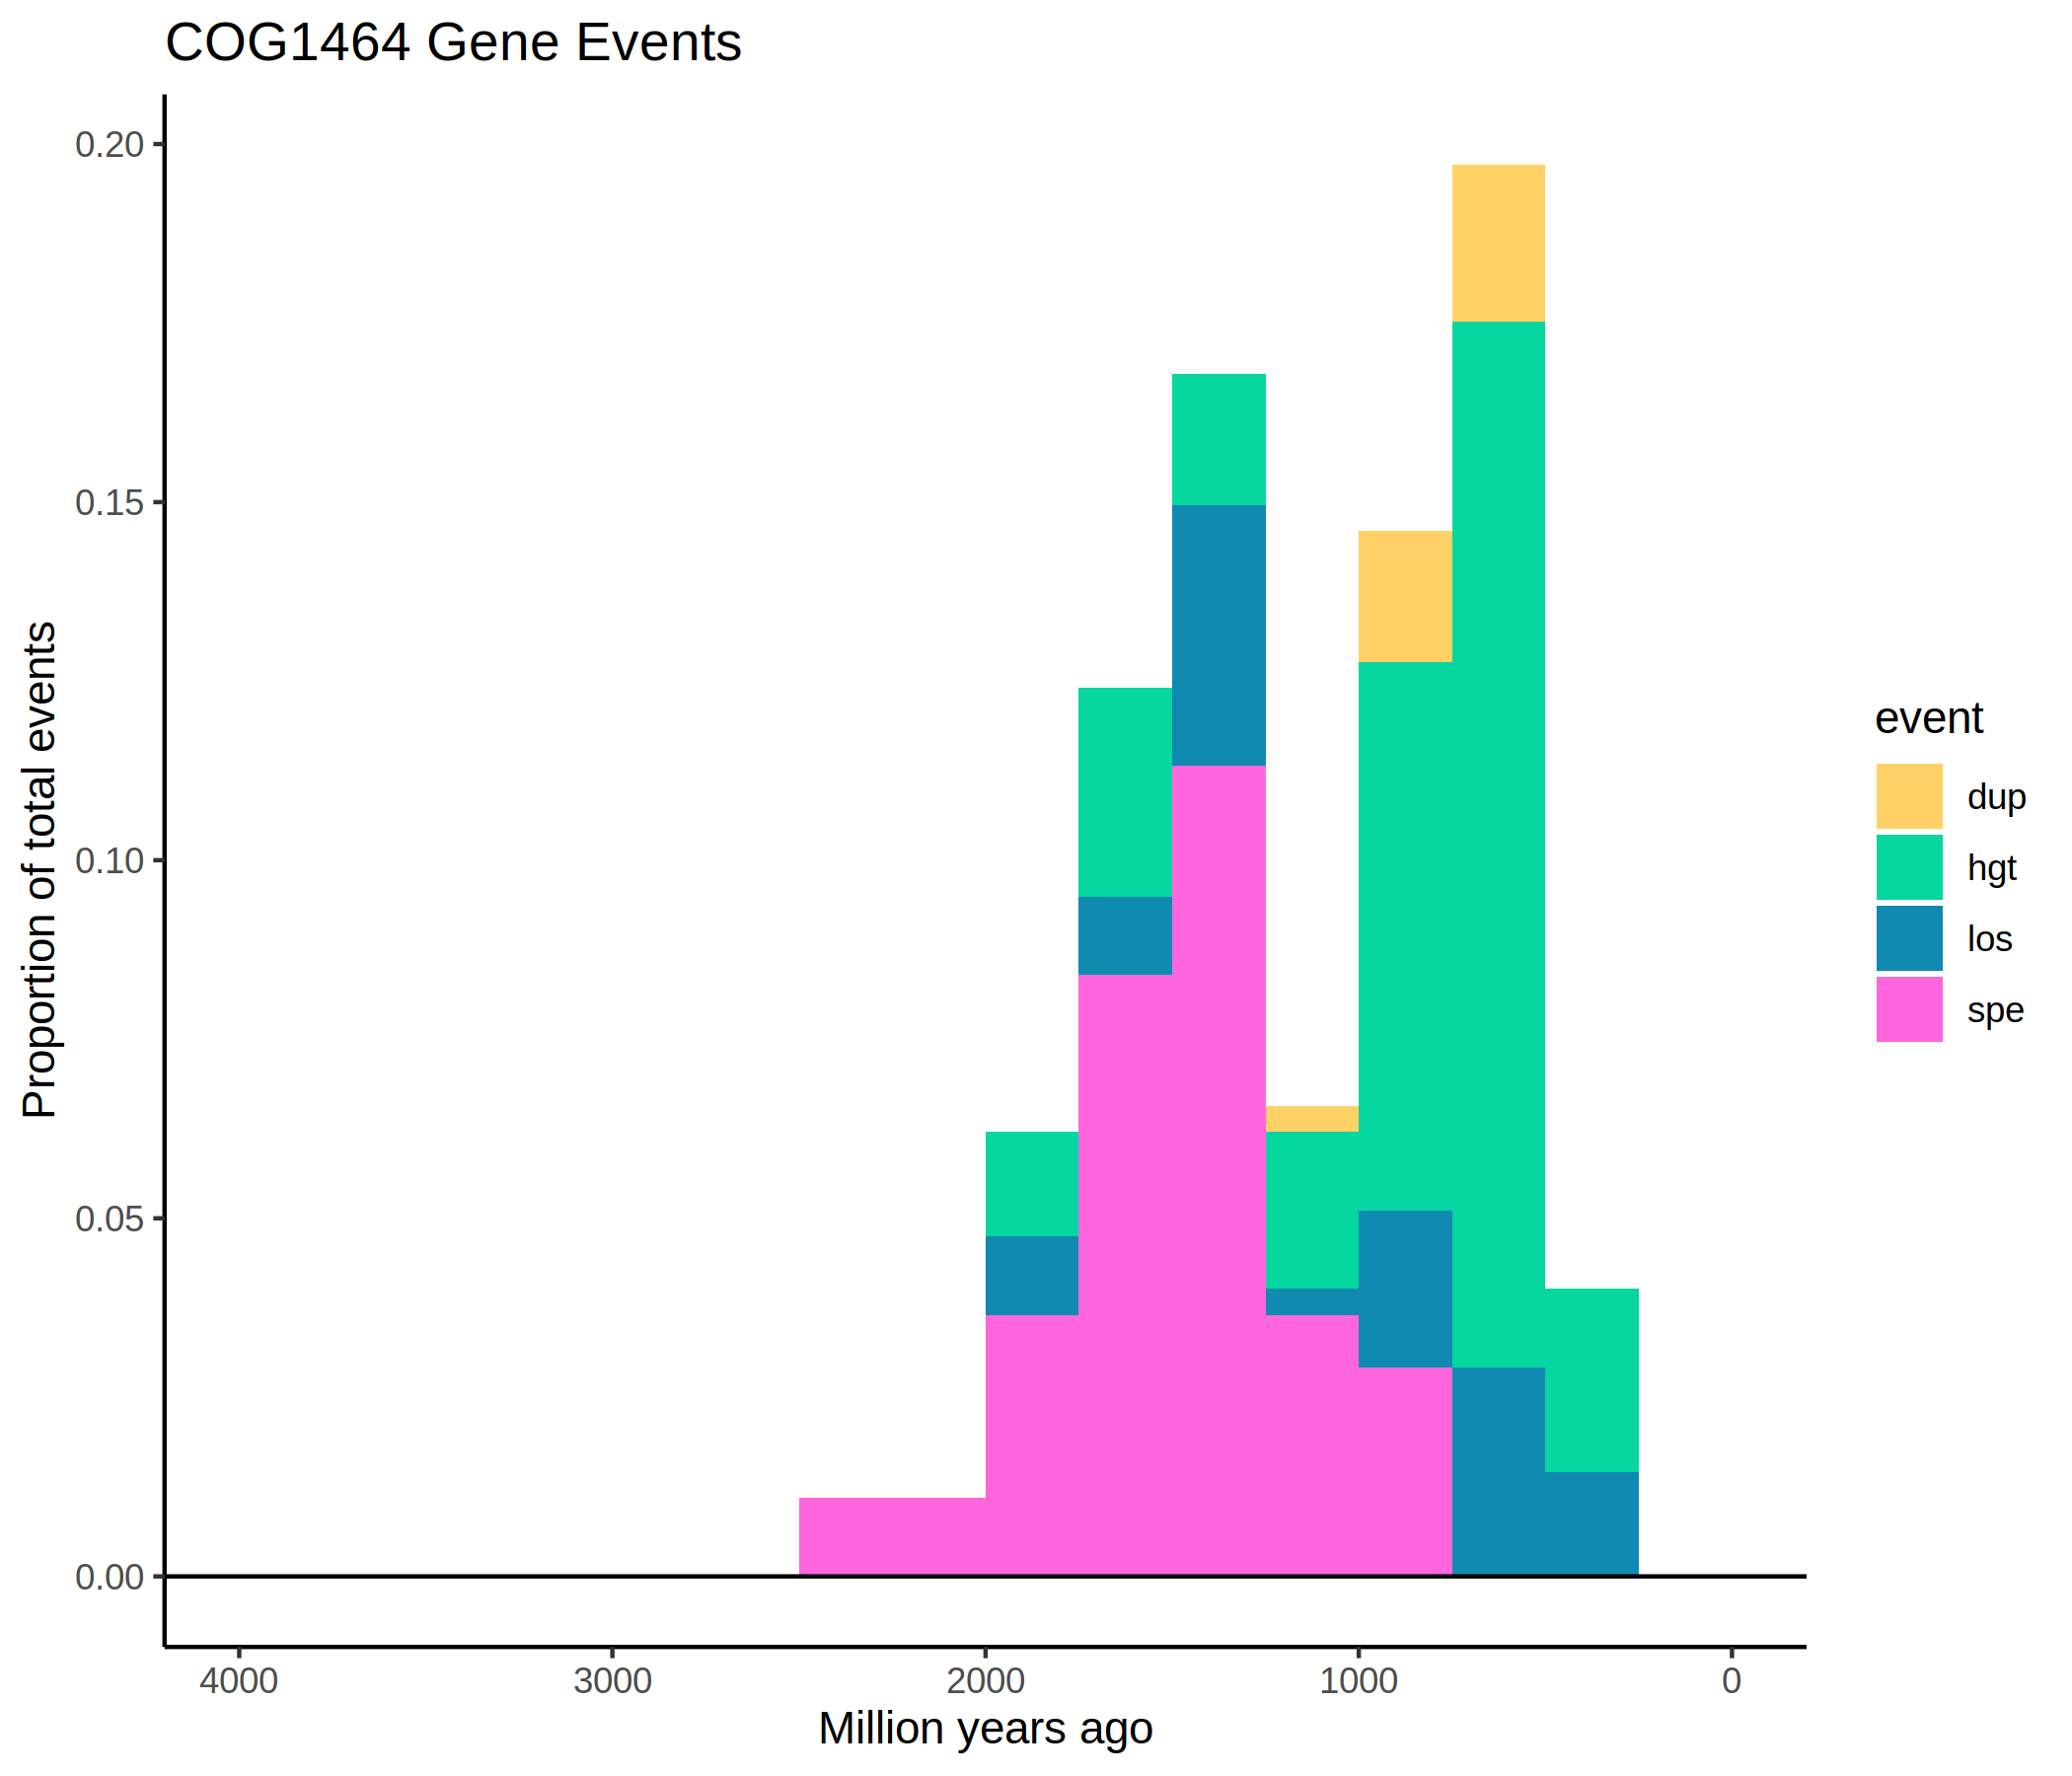 COG1464 Gene Events
Proportion of total events
0.20
0.15
0.10
0.05
0.00
4000 3000 2000 1000 0
Million years ago
event
dup
hgt
los
spe